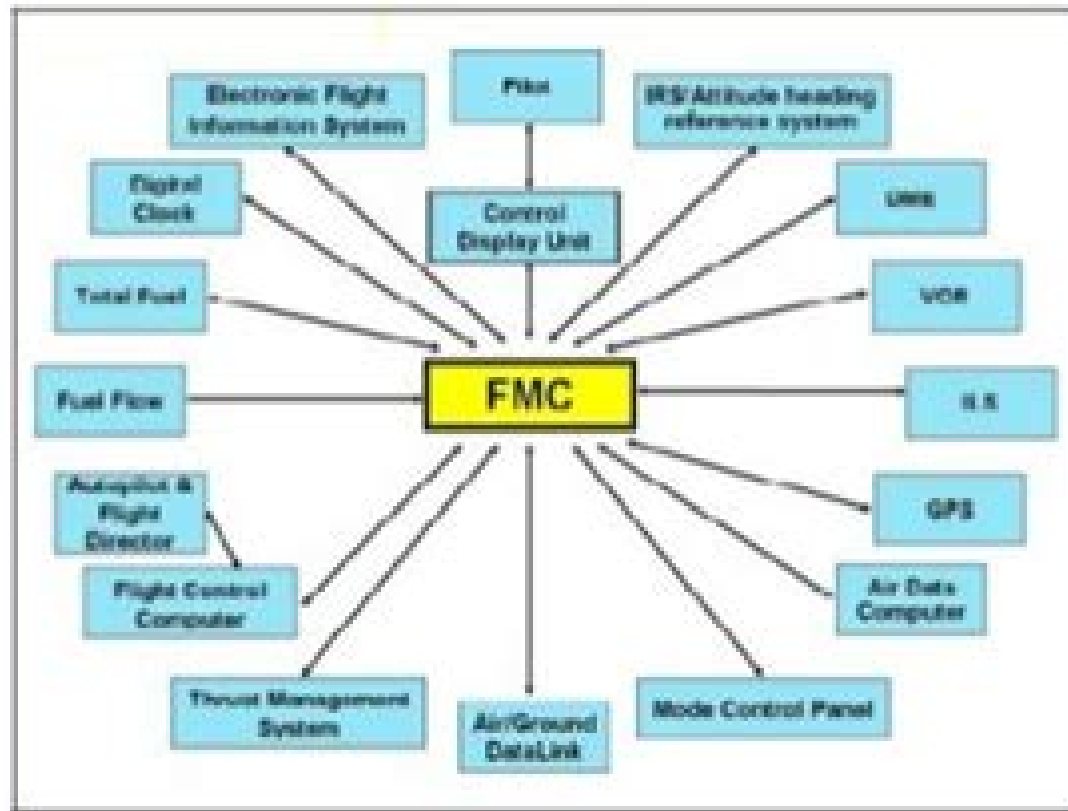 Pilot
Electronic Flight
Information System
IRS/Attitude heading
reference system
Digital
Clock
Control
Display Unit
Total Fuel
VOR
FMC
Fuel Flow
ILS
Autopilot &
Flight
Director
GPS
Flight Control
Computer
Air Data
Computer
Thrust Management
System
Air/Ground
DataLink
Mode Control Panel